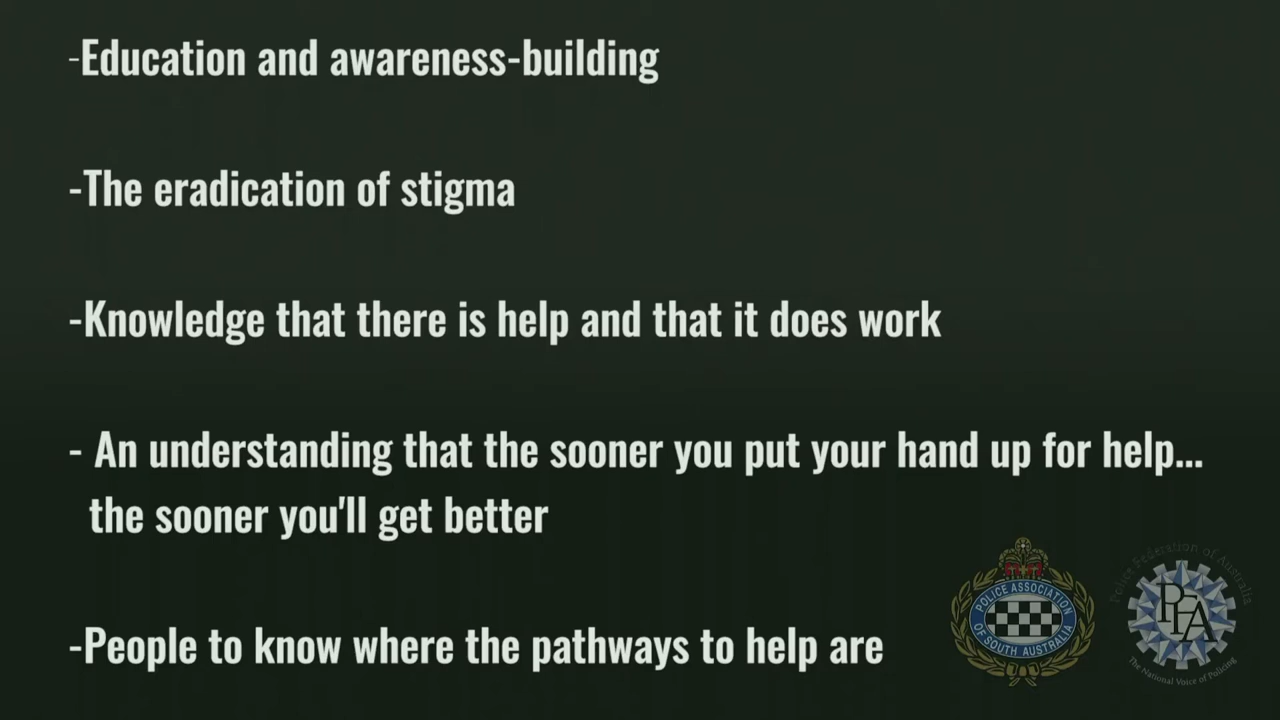 -Education and awareness-building
-The eradication of stigma
-Knowledge that there is help and that it does work
- An understanding that the sooner you put your hand up for help...
the sooner you'll get better
-People to know where the pathways to help are
POLICE ASSOCIATION
OF SOUTH AUSTRALIA
Police Federation of Australia
PFA
The National Voice of Policing